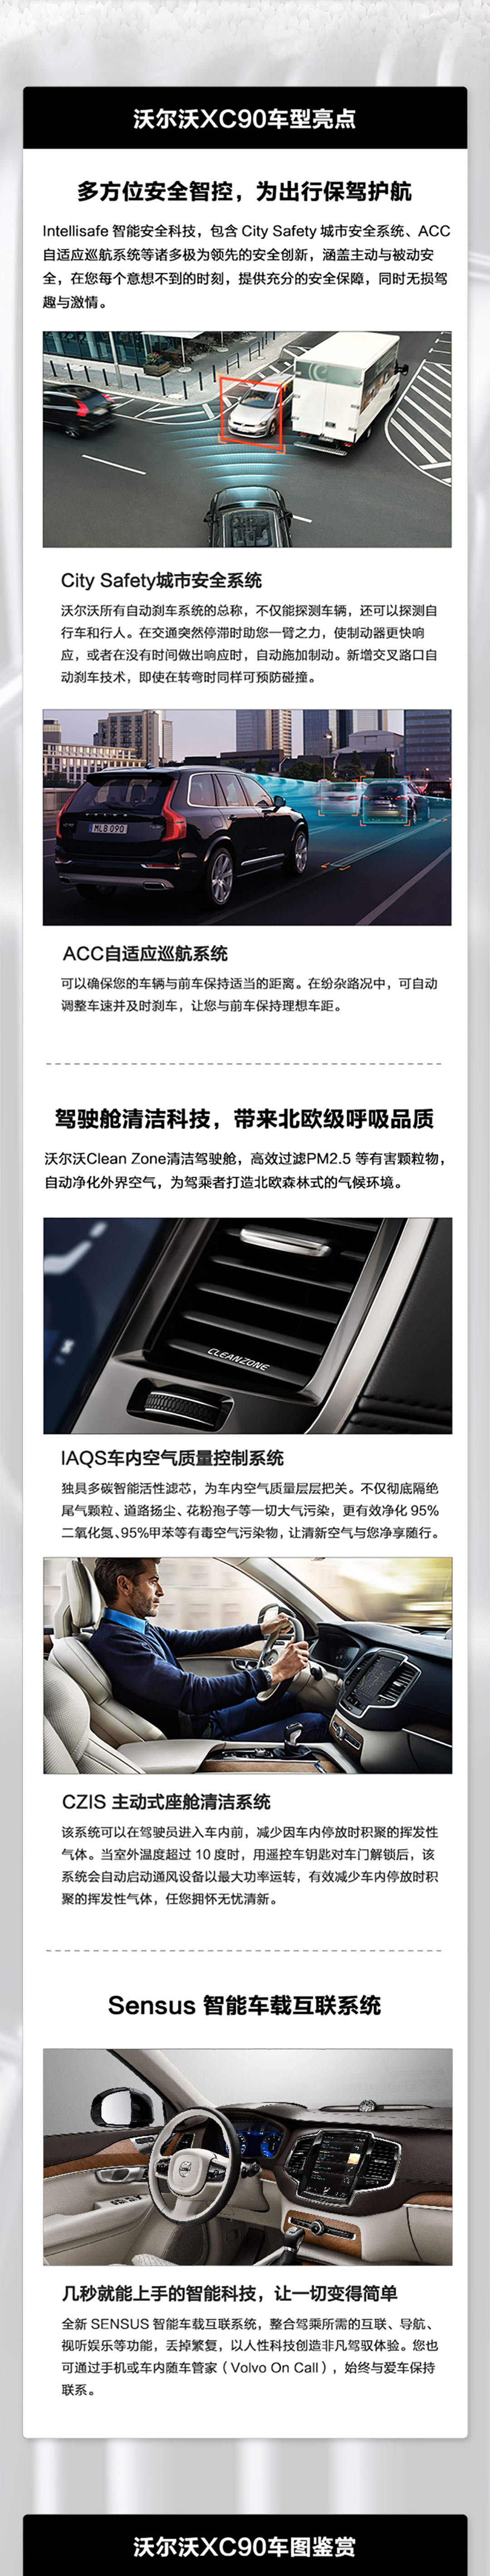 沃尔沃XC90车型亮点
多方位安全智控，为出行保驾护航
Intellisafe 智能安全科技，包含 City Safety 城市安全系统、ACC
自适应巡航系统等诸多极为领先的安全创新，涵盖主动与被动安
全，在您每个意想不到的时刻，提供充分的安全保障，同时无损驾
趣与激情。
City Safety城市安全系统
沃尔沃所有自动刹车系统的总称，不仅能探测车辆，还可以探测自
行车和行人。在交通突然停滞时助您一臂之力，使制动器更快响
应，或者在没有时间做出响应时，自动施加制动。新增交叉路口自
动刹车技术，即使在转弯时同样可预防碰撞。
VOLVO
MLB 090
ACC自适应巡航系统
可以确保您的车辆与前车保持适当的距离。在纷杂路况中，可自动
调整车速并及时刹车，让您与前车保持理想车距。
驾驶舱清洁科技，带来北欧级呼吸品质
沃尔沃Clean Zone清洁驾驶舱，高效过滤PM2.5 等有害颗粒物，
自动净化外界空气，为驾乘者打造北欧森林式的气候环境。
CLEANZONE
IAQS车内空气质量控制系统
独具多碳智能活性滤芯，为车内空气质量层层把关。不仅彻底隔绝
尾气颗粒、道路扬尘、花粉孢子等一切大气污染，更有效净化 95%
二氧化氮、95%甲苯等有毒空气污染物，让清新空气与您净享随行。
CZIS 主动式座舱清洁系统
该系统可以在驾驶员进入车内前，减少因车内停放时积聚的挥发性
气体。当室外温度超过 10 度时，用遥控车钥匙对车门解锁后，该
系统会自动启动通风设备以最大功率运转，有效减少车内停放时积
聚的挥发性气体，任您拥怀无忧清新。
Sensus 智能车载互联系统
几秒就能上手的智能科技，让一切变得简单
全新 SENSUS 智能车载互联系统，整合驾乘所需的互联、导航、
视听娱乐等功能，丢掉繁复，以人性科技创造非凡驾驭体验。您也
可通过手机或车内随车管家（Volvo On Call），始终与爱车保持
联系。
沃尔沃XC90车图鉴赏